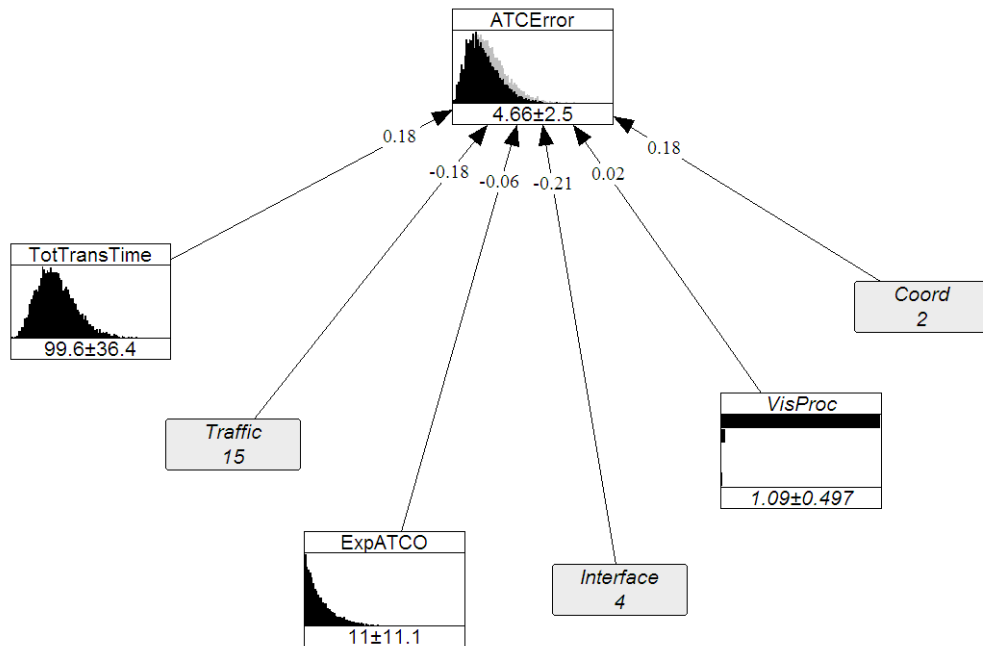 ATCError
4.66±2.5
0.18
-0.18
-0.06
-0.21
0.02
0.18
TotTransTime
99.6±36.4
Coord
2
Traffic
15
VisProc
1.09±0.497
ExpATCO
11±11.1
Interface
4